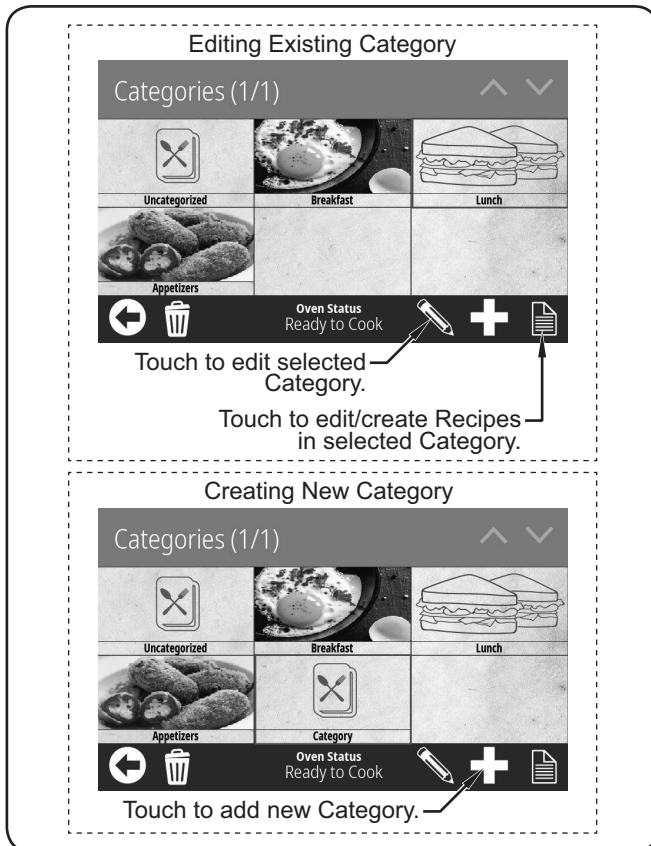 Editing Existing Category
Categories (1/1)
Uncategorized
Breakfast
Lunch
Appetizers
Oven Status
Ready to Cook
Touch to edit selected
Category.
Touch to edit/create Recipes
in selected Category.
Creating New Category
Categories (1/1)
Uncategorized
Breakfast
Lunch
Appetizers
Category
Oven Status
Ready to Cook
Touch to add new Category.